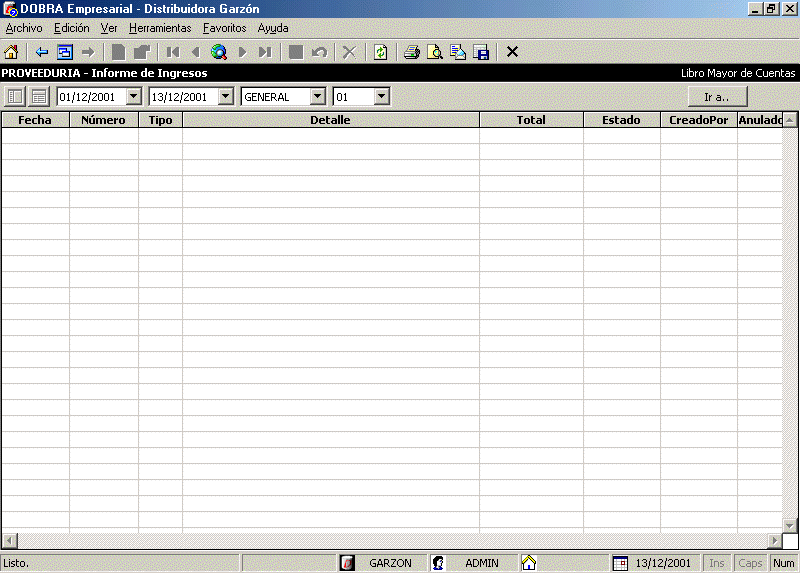 DOBRA Empresarial - Distribuidora Garzón
Archivo Edición Ver Herramientas Favoritos Ayuda
PROVEEDURIA - Informe de Ingresos Libro Mayor de Cuentas
01/12/2001 13/12/2001 GENERAL 01 Ir a..
Fecha Número Tipo Detalle Total Estado CreadoPor Anulado
Listo. GARZON ADMIN 13/12/2001 Ins Caps Num